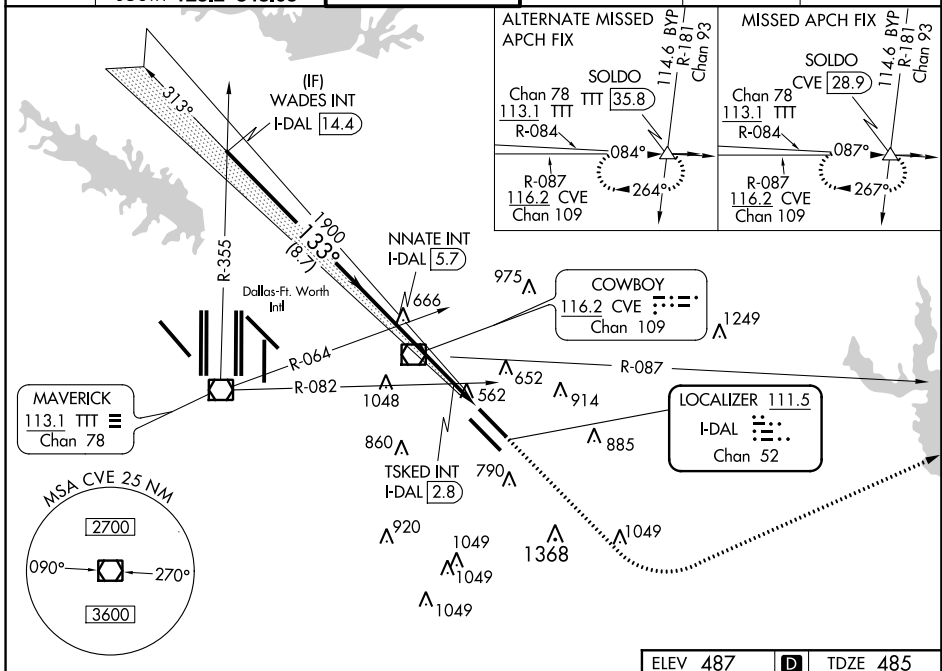 ALTERNATE MISSED
APCH FIX
SOLDO
TTT 35.8
Chan 78
113.1 TTT
R-084
084°
264°
R-087
116.2 CVE
Chan 109
114.6 BYP
R-181
Chan 93
MISSED APCH FIX
SOLDO
CVE 28.9
Chan 78
113.1 TTT
R-084
087°
267°
R-087
116.2 CVE
Chan 109
114.6 BYP
R-181
Chan 93
313°
(IF)
WADES INT
I-DAL 14.4
1900
133°
(8.7)
R-355
NNATE INT
I-DAL 5.7
Dallas-Ft. Worth
Intl
666
975
COWBOY
116.2 CVE
Chan 109
1249
R-064
R-082
R-087
652
1048
562
914
MAVERICK
113.1 TTT
Chan 78
LOCALIZER 111.5
I-DAL
Chan 52
860
885
790
TSKED INT
I-DAL 2.8
MSA CVE 25 NM
2700
090°
270°
3600
920
1049
1049
1049
1368
1049
ELEV 487
D
TDZE 485